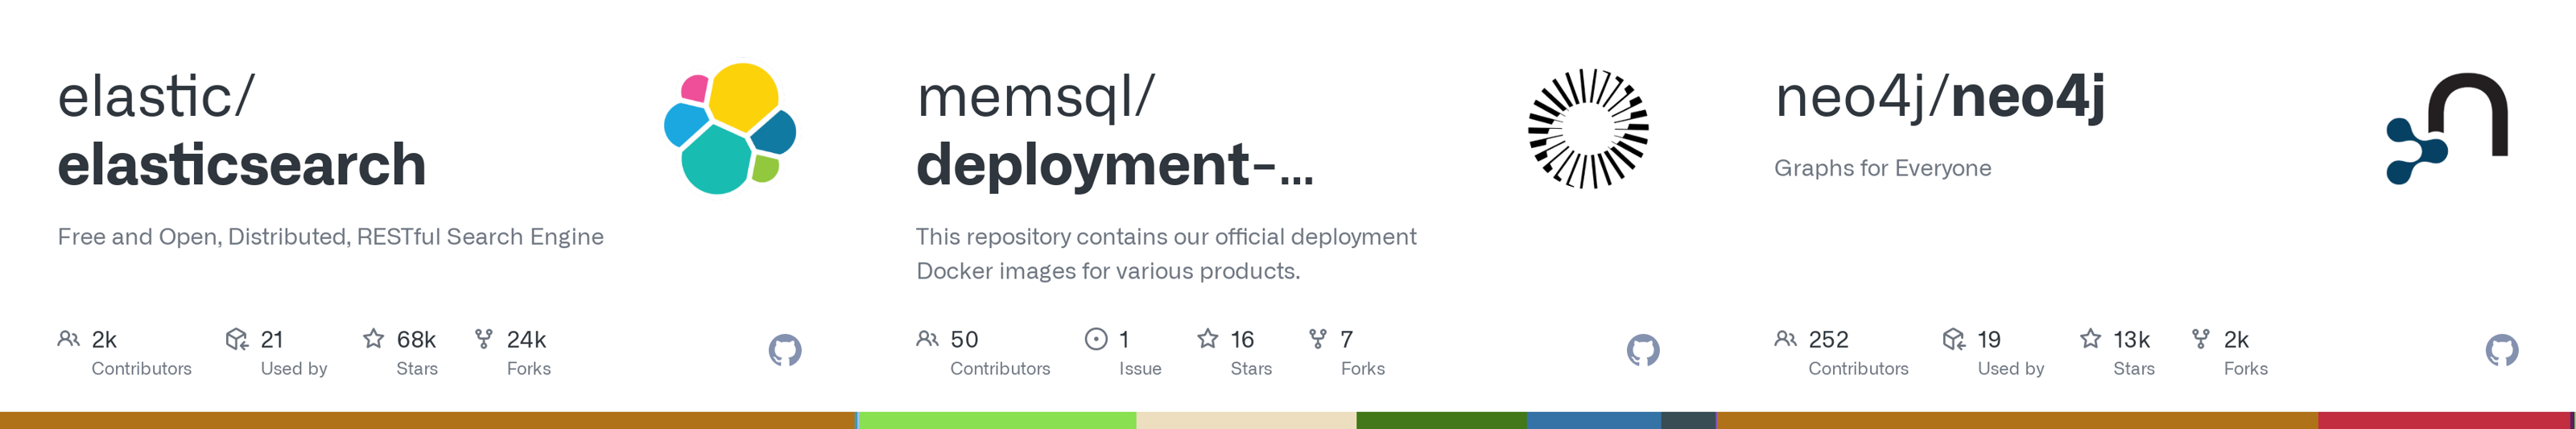 elastic/
elasticsearch
Free and Open, Distributed, RESTful Search Engine
2k
Contributors
21
Used by
68k
Stars
24k
Forks
memsql/
deployment-...
This repository contains our official deployment
Docker images for various products.
50
Contributors
1
Issue
16
Stars
7
Forks
neo4j/neo4j
Graphs for Everyone
252
Contributors
19
Used by
13k
Stars
2k
Forks